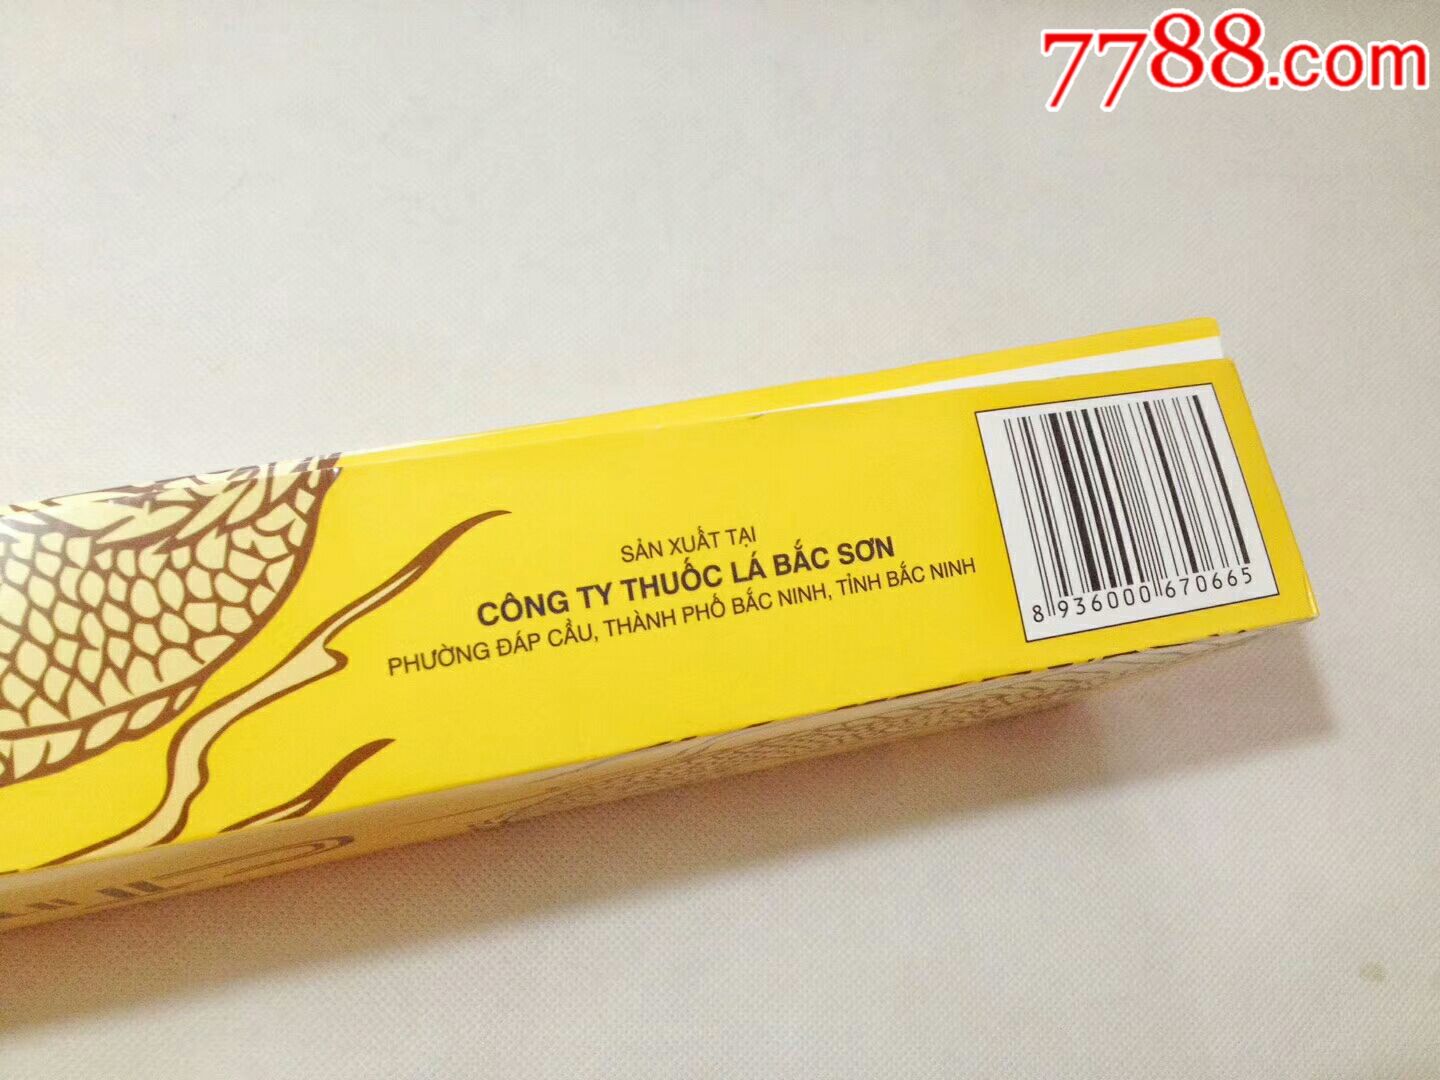 7788.com
SẢN XUẤT TẠI
CÔNG TY THUỐC LÁ BẮC SƠN
PHƯỜNG ĐÁP CẦU, THÀNH PHỐ BẮC NINH, TỈNH BẮC NINH
8 936000 670665